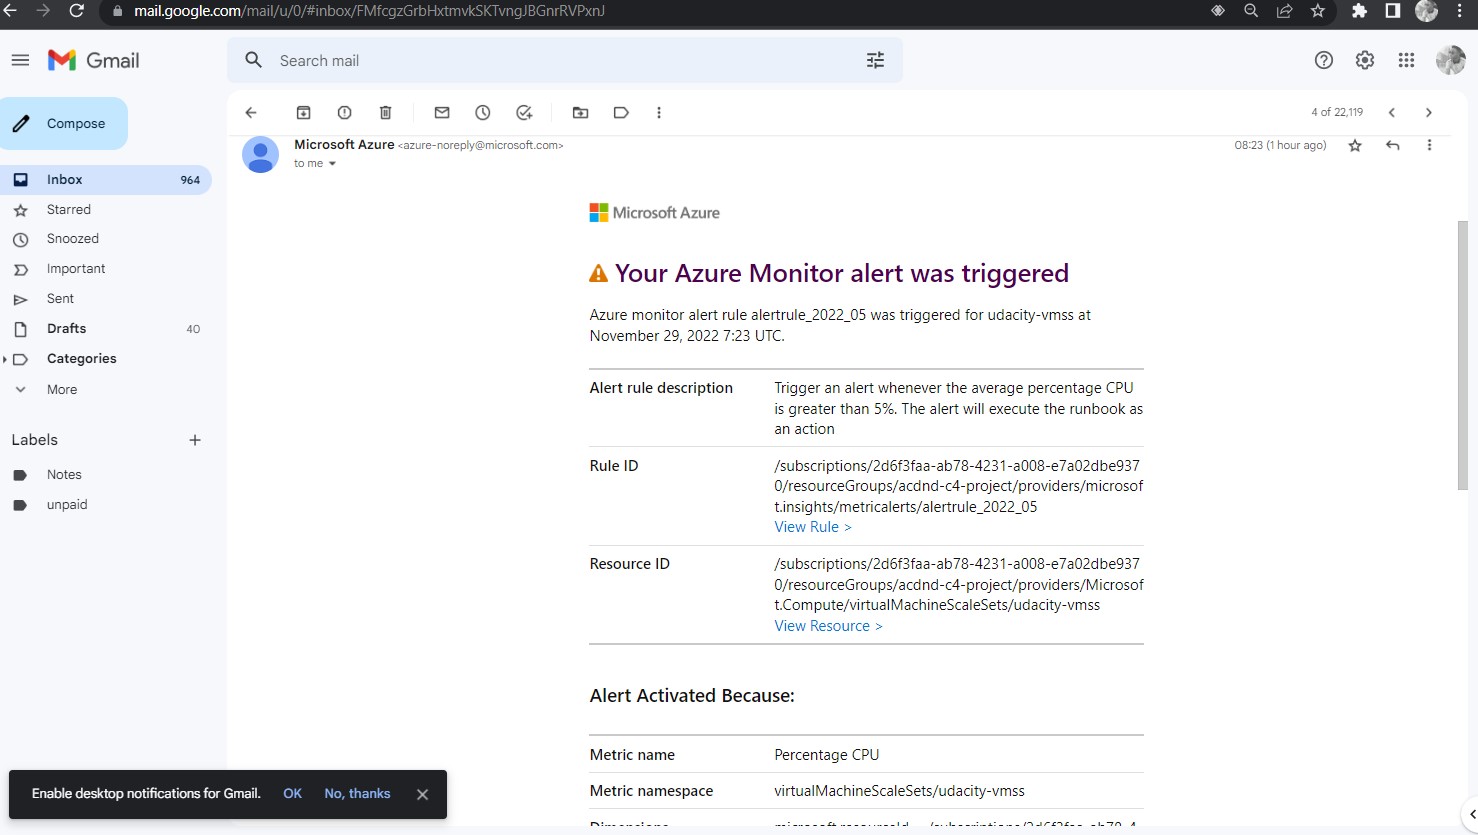 mail.google.com/mail/u/0/#inbox/FMfcgzGrbHxtmvkSKTvngJBGnrRVPxnJ
Gmail
Search mail
Compose
4 of 22,119
Microsoft Azure <azure-noreply@microsoft.com>
08:23 (1 hour ago)
to me
Inbox 964
Starred
Snoozed
Important
Sent
Drafts 40
Categories
More
Labels
Notes
unpaid
Microsoft Azure
Your Azure Monitor alert was triggered
Azure monitor alert rule alertrule_2022_05 was triggered for udacity-vmss at
November 29, 2022 7:23 UTC.
Alert rule description Trigger an alert whenever the average percentage CPU
is greater than 5%. The alert will execute the runbook as
an action
Rule ID /subscriptions/2d6f3faa-ab78-4231-a008-e7a02dbe937
0/resourceGroups/acdnd-c4-project/providers/microsof
t.insights/metricalerts/alertrule_2022_05
View Rule >
Resource ID /subscriptions/2d6f3faa-ab78-4231-a008-e7a02dbe937
0/resourceGroups/acdnd-c4-project/providers/Microsof
t.Compute/virtualMachineScaleSets/udacity-vmss
View Resource >
Alert Activated Because:
Metric name Percentage CPU
Metric namespace virtualMachineScaleSets/udacity-vmss
Enable desktop notifications for Gmail. OK No, thanks